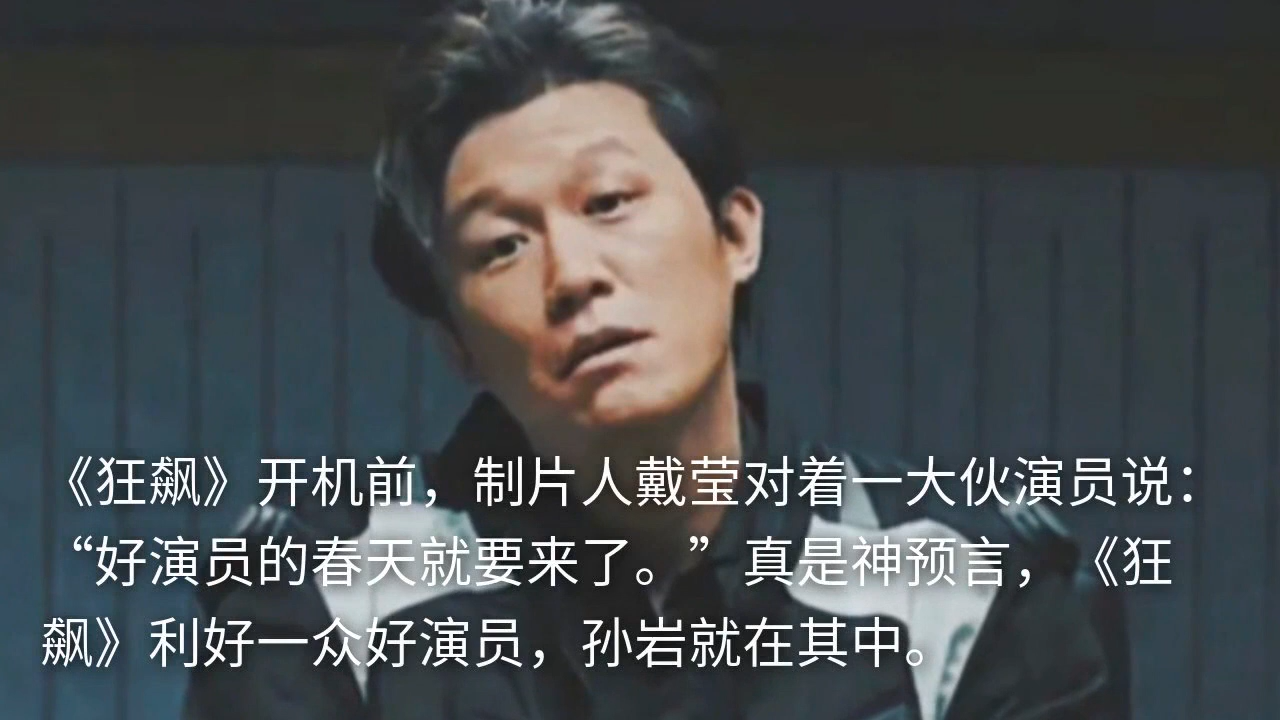 《狂飙》开机前，制片人戴莹对着一大伙演员说：
“好演员的春天就要来了。”真是神预言，《狂
飙》利好一众好演员，孙岩就在其中。